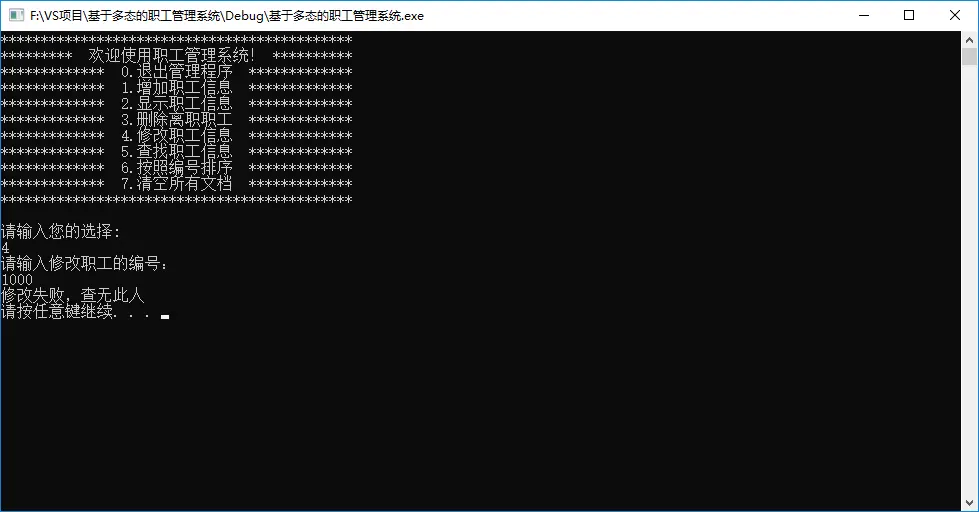 F:\VS项目\基于多态的职工管理系统\Debug\基于多态的职工管理系统.exe
********************************************
*********  欢迎使用职工管理系统！ **********
*************  0.退出管理程序  *************
*************  1.增加职工信息  *************
*************  2.显示职工信息  *************
*************  3.删除离职职工  *************
*************  4.修改职工信息  *************
*************  5.查找职工信息  *************
*************  6.按照编号排序  *************
*************  7.清空所有文档  *************
********************************************
请输入您的选择:
4
请输入修改职工的编号：
1000
修改失败，查无此人
请按任意键继续. . .